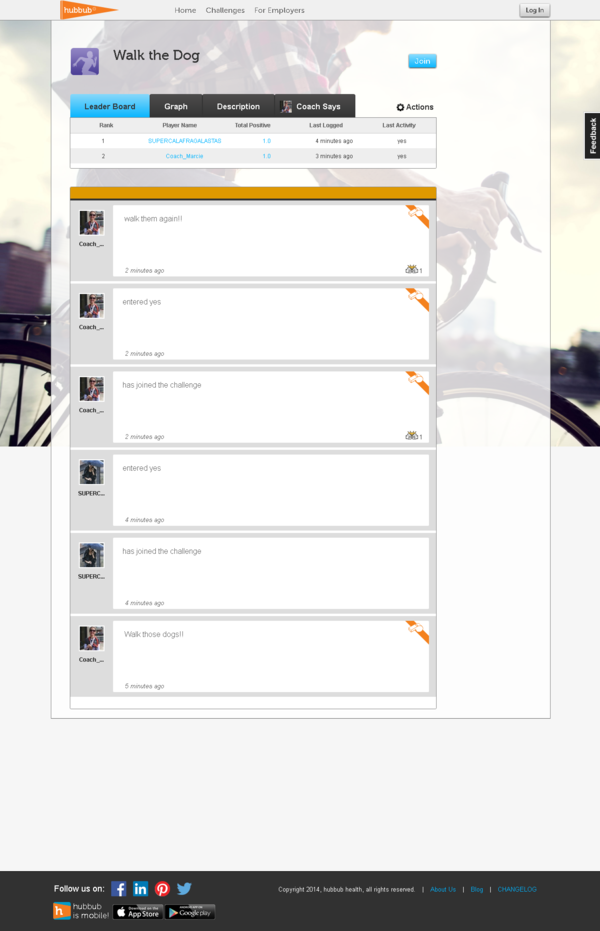 hubbub
Home Challenges For Employers
Log In
Walk the Dog
Join
Leader Board Graph Description Coach Says Actions
Feedback
Rank Player Name Total Positive Last Logged Last Activity
1 SUPERCALAFRAGALASTAS 1.0 4 minutes ago yes
2 Coach_Marcie 1.0 3 minutes ago yes
walk them again!!
Coach_...
2 minutes ago 1
entered yes
Coach_...
2 minutes ago
has joined the challenge
Coach_...
2 minutes ago 1
entered yes
SUPERC...
4 minutes ago
has joined the challenge
SUPERC...
4 minutes ago
Walk those dogs!!
Coach_...
5 minutes ago
Follow us on:
Copyright 2014, hubbub health, all rights reserved. | About Us | Blog | CHANGELOG
h
hubbub
is mobile!
Download on the
App Store
ANDROID APP ON
Google play